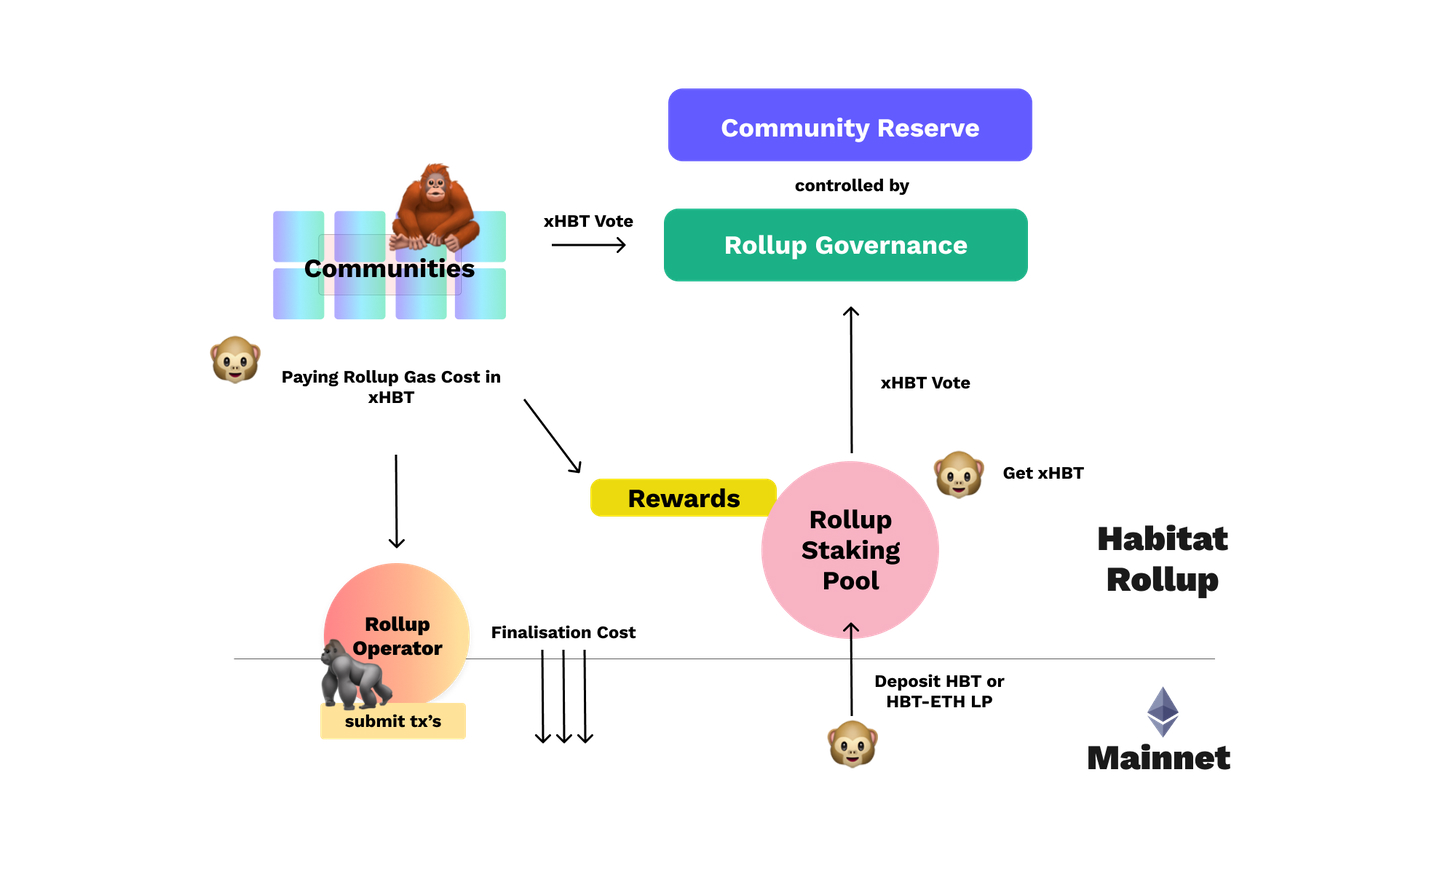 Community Reserve
controlled by
xHBT Vote
Rollup Governance
Communities
Paying Rollup Gas Cost in
xHBT
xHBT Vote
Get xHBT
Rewards
Rollup
Staking
Pool
Habitat
Rollup
Rollup
Operator
Finalisation Cost
submit tx’s
Deposit HBT or
HBT-ETH LP
Mainnet